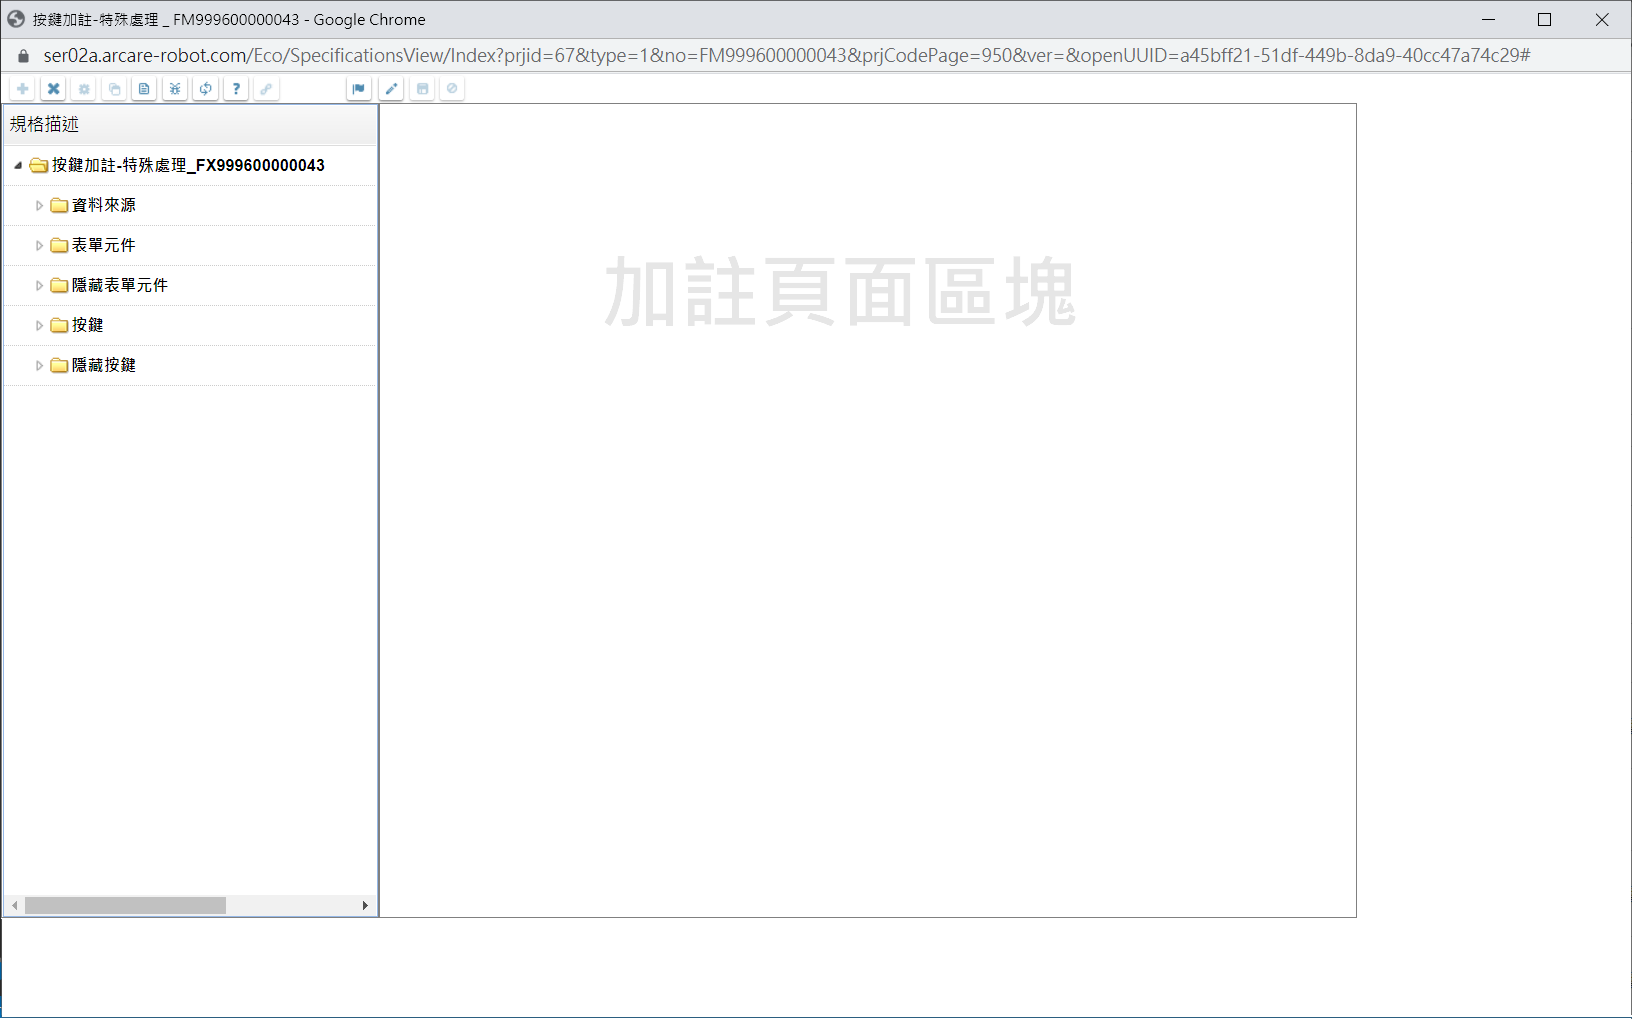 按鍵加註-特殊處理 _ FM999600000043 - Google Chrome
ser02a.arcare-robot.com/Eco/SpecificationsView/Index?prjid=67&type=1&no=FM999600000043&prjCodePage=950&ver=&openUUID=a45bff21-51df-449b-8da9-40cc47a74c29#
規格描述
按鍵加註-特殊處理_FX999600000043
資料來源
表單元件
隱藏表單元件
按鍵
隱藏按鍵
加註頁面區塊